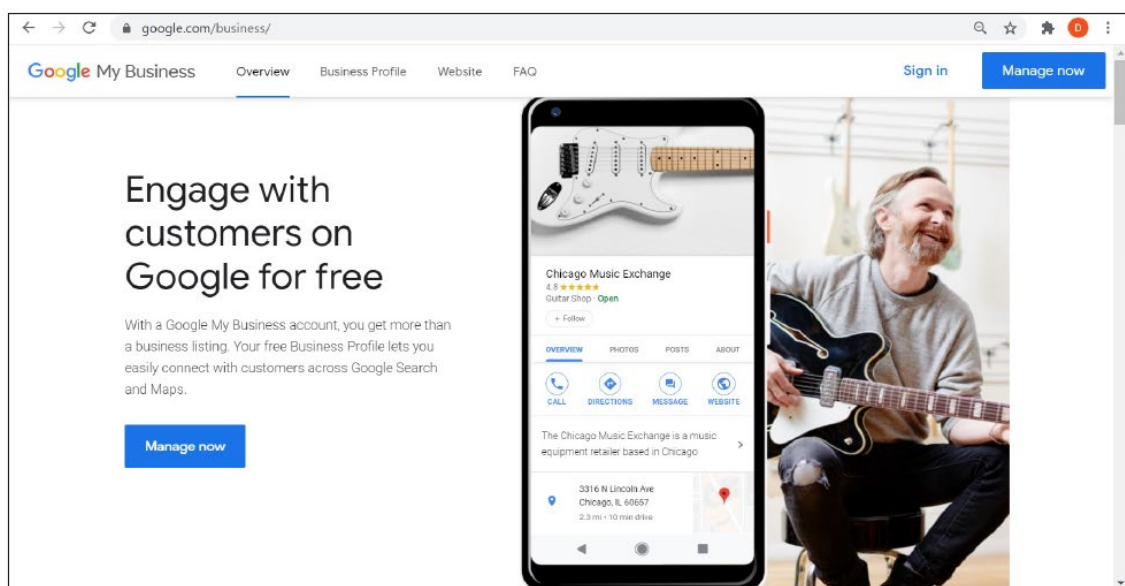 google.com/business/
D
Google My Business
Overview
Business Profile
Website
FAQ
Sign in
Manage now
Engage with
customers on
Google for free
With a Google My Business account, you get more than
a business listing. Your free Business Profile lets you
easily connect with customers across Google Search
and Maps.
Manage now
Chicago Music Exchange
4.8 ★★★★★
Guitar Shop · Open
+ Follow
OVERVIEW PHOTOS POSTS ABOUT
CALL DIRECTIONS MESSAGE WEBSITE
The Chicago Music Exchange is a music
equipment retailer based in Chicago
3316 N Lincoln Ave
Chicago, IL 60657
2.3 mi · 10 min drive